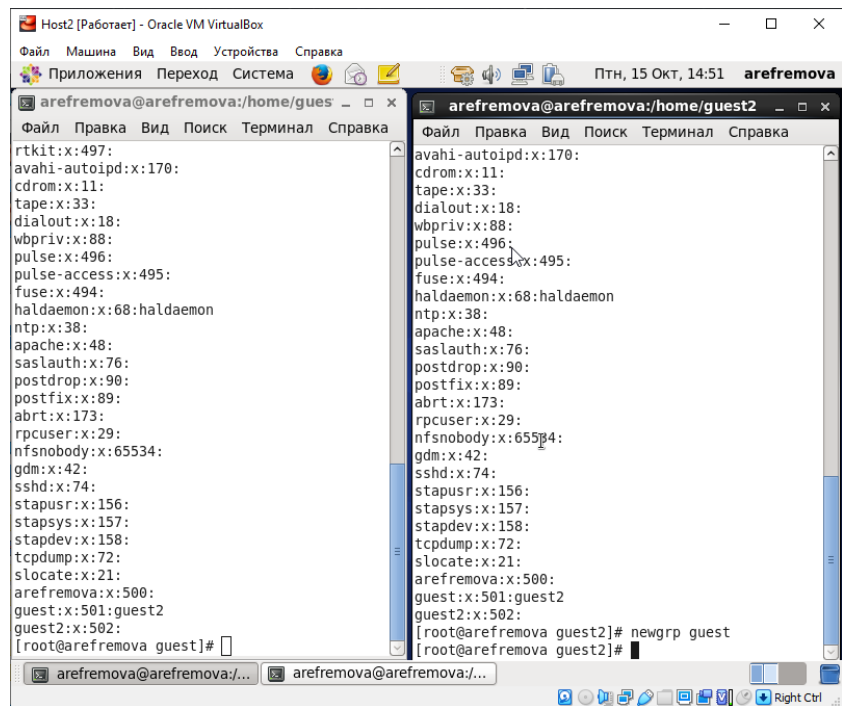 Host2 [Работает] - Oracle VM VirtualBox
Файл Машина Вид Ввод Устройства Справка
Приложения Переход Система Птн, 15 Окт, 14:51 arefremova
arefremova@arefremova:/home/gues
Файл Правка Вид Поиск Терминал Справка
rtkit:x:497:
avahi-autoipd:x:170:
cdrom:x:11:
tape:x:33:
dialout:x:18:
wbpriv:x:88:
pulse:x:496:
pulse-access:x:495:
fuse:x:494:
haldaemon:x:68:haldaemon
ntp:x:38:
apache:x:48:
saslauth:x:76:
postdrop:x:90:
postfix:x:89:
abrt:x:173:
rpcuser:x:29:
nfsnobody:x:65534:
gdm:x:42:
sshd:x:74:
stapusr:x:156:
stapsys:x:157:
stapdev:x:158:
tcpdump:x:72:
slocate:x:21:
arefremova:x:500:
guest:x:501:guest2
guest2:x:502:
[root@arefremova guest]#
arefremova@arefremova:/home/guest2
Файл Правка Вид Поиск Терминал Справка
avahi-autoipd:x:170:
cdrom:x:11:
tape:x:33:
dialout:x:18:
wbpriv:x:88:
pulse:x:496:
pulse-access:x:495:
fuse:x:494:
haldaemon:x:68:haldaemon
ntp:x:38:
apache:x:48:
saslauth:x:76:
postdrop:x:90:
postfix:x:89:
abrt:x:173:
rpcuser:x:29:
nfsnobody:x:65534:
gdm:x:42:
sshd:x:74:
stapusr:x:156:
stapsys:x:157:
stapdev:x:158:
tcpdump:x:72:
slocate:x:21:
arefremova:x:500:
guest:x:501:guest2
guest2:x:502:
[root@arefremova guest2]# newgrp guest
[root@arefremova guest2]#
arefremova@arefremova:/... arefremova@arefremova:/...
Right Ctrl